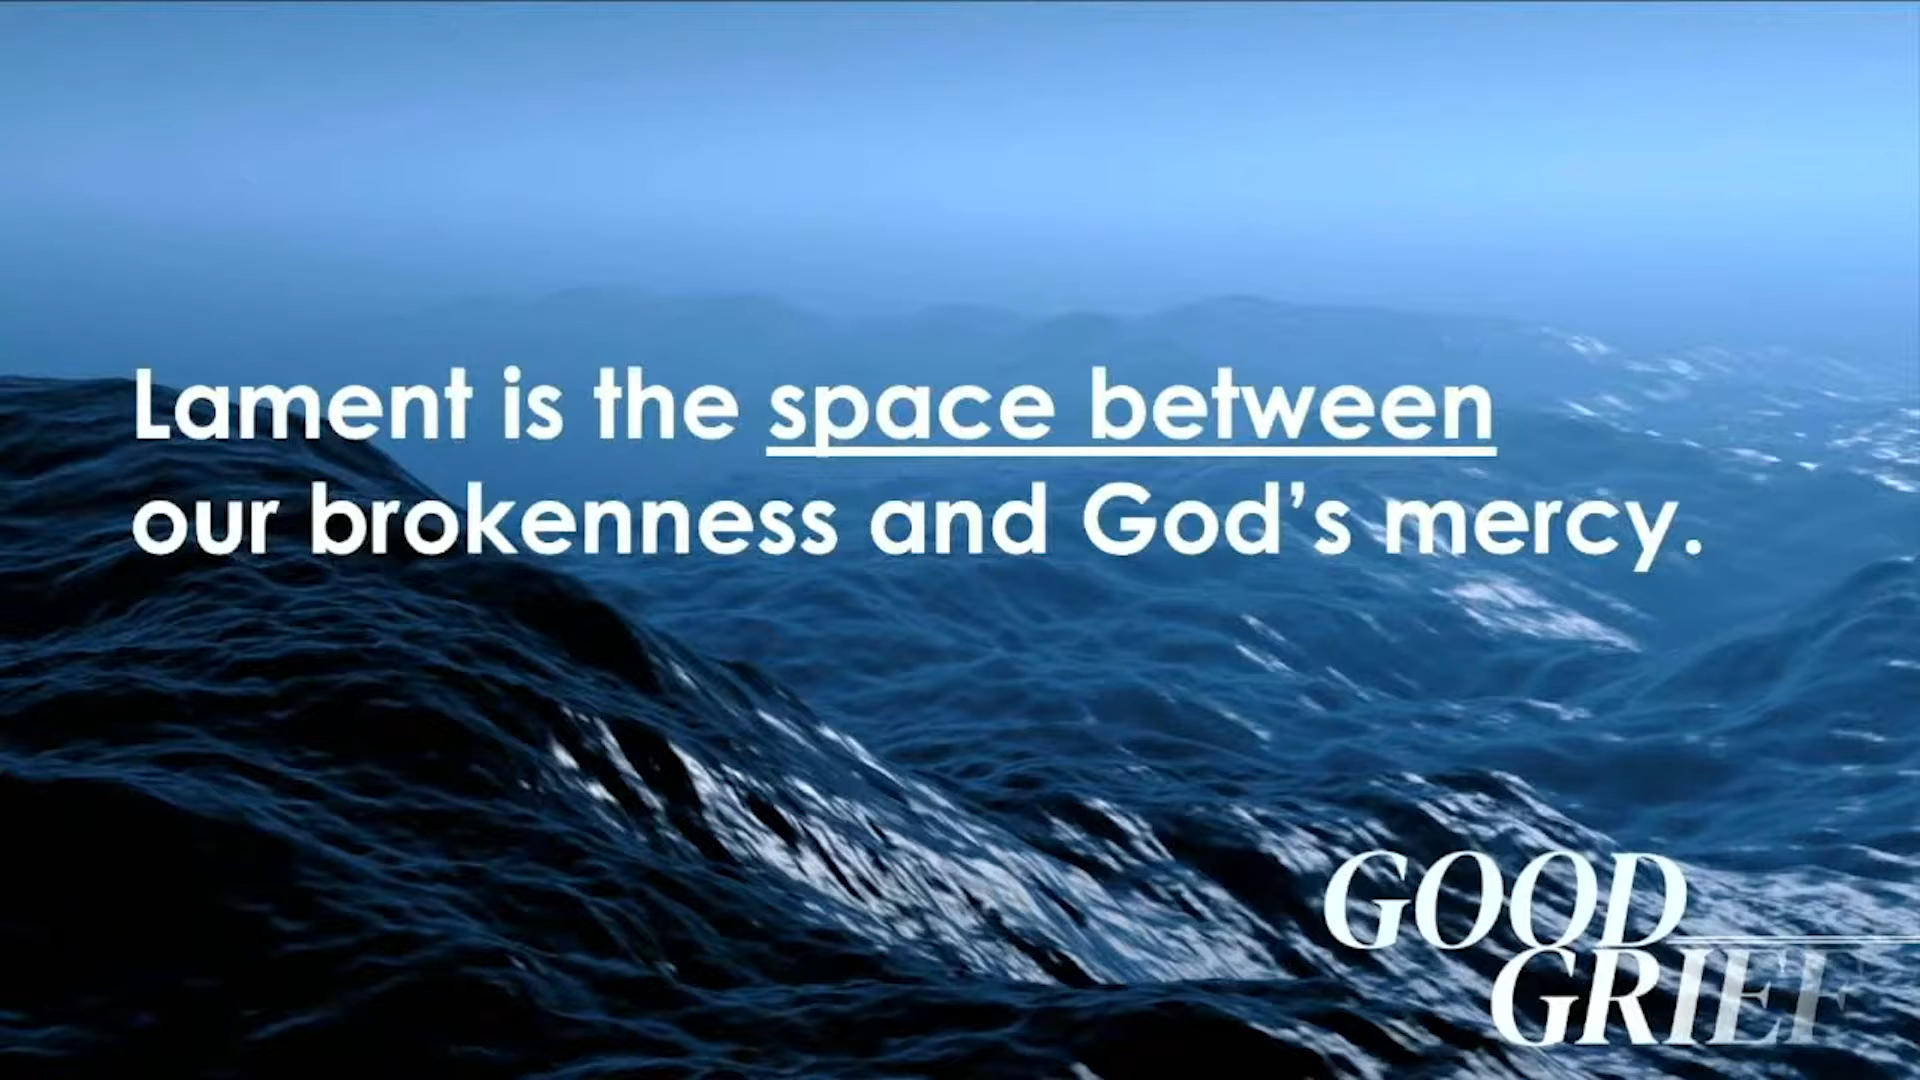 Lament is the space between
our brokenness and God’s mercy.
GOOD
GRIEF